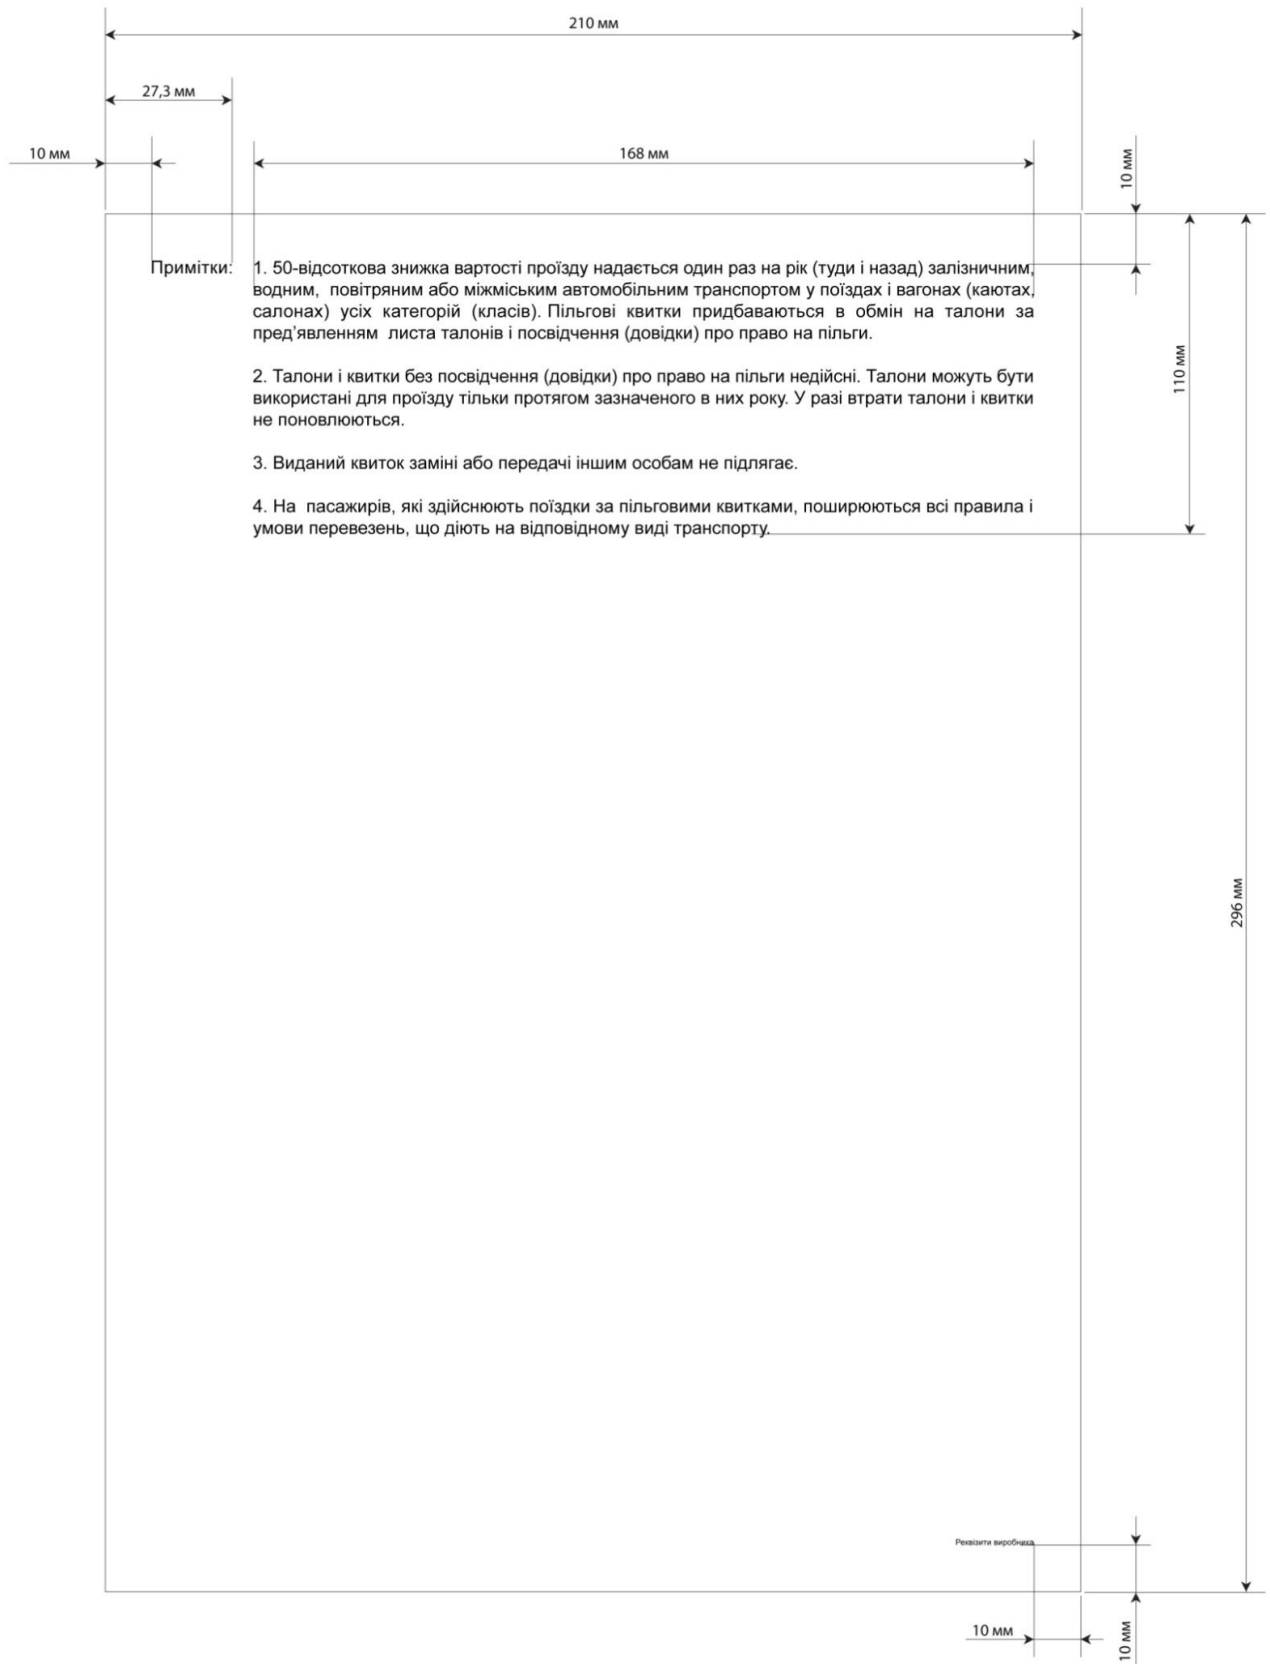 210 мм
27,3 мм
10 мм
168 мм
10 мм
Примітки: 1. 50-відсоткова знижка вартості проїзду надається один раз на рік (туди і назад) залізничним,
водним, повітряним або міжміським автомобільним транспортом у поїздах і вагонах (каютах,
салонах) усіх категорій (класів). Пільгові квитки придбаваються в обмін на талони за
пред’явленням листа талонів і посвідчення (довідки) про право на пільги.
110 мм
2. Талони і квитки без посвідчення (довідки) про право на пільги недійсні. Талони можуть бути
використані для проїзду тільки протягом зазначеного в них року. У разі втрати талони і квитки
не поновлюються.
3. Виданий квиток заміні або передачі іншим особам не підлягає.
4. На пасажирів, які здійснюють поїздки за пільговими квитками, поширюються всі правила і
умови перевезень, що діють на відповідному виді транспорту.
296 мм
Реквізити виробника
10 мм
10 мм